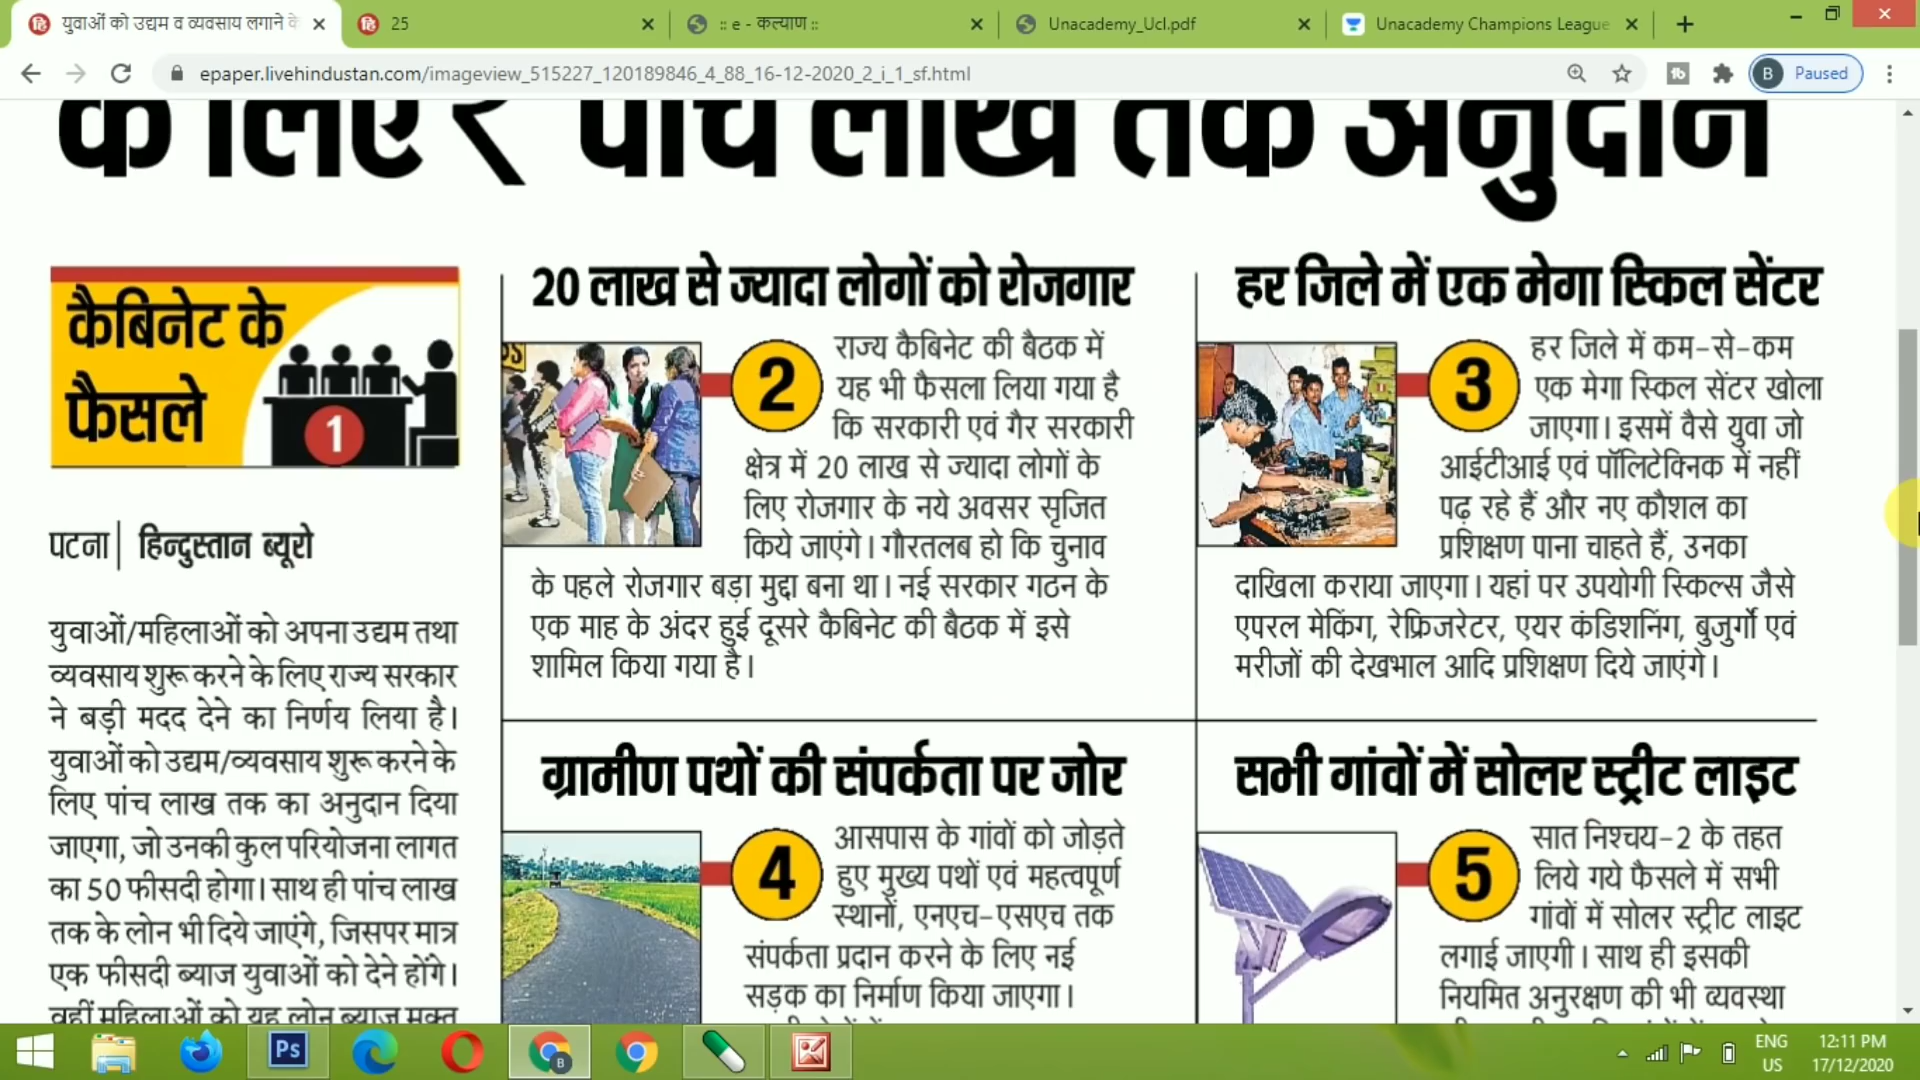 युवाओं को उद्यम व व्यवसाय लगाने के
25
:: e - कल्याण ::
Unacademy_Ucl.pdf
Unacademy Champions League
epaper.livehindustan.com/imageview_515227_120189846_4_88_16-12-2020_2_i_1_sf.html
B Paused
के लिए ₹ पांच लाख तक अनुदान
कैबिनेट के
फैसले
1
पटना| हिन्दुस्तान ब्यूरो
युवाओं/महिलाओं को अपना उद्यम तथा
व्यवसाय शुरू करने के लिए राज्य सरकार
ने बड़ी मदद देने का निर्णय लिया है।
युवाओं को उद्यम/व्यवसाय शुरू करने के
लिए पांच लाख तक का अनुदान दिया
जाएगा, जो उनकी कुल परियोजना लागत
का 50 फीसदी होगा। साथ ही पांच लाख
तक के लोन भी दिये जाएंगे, जिसपर मात्र
एक फीसदी ब्याज युवाओं को देने होंगे।
वहीं महिलाओं को यह लोन ब्याज मुक्त
20 लाख से ज्यादा लोगों को रोजगार
2
राज्य कैबिनेट की बैठक में
यह भी फैसला लिया गया है
कि सरकारी एवं गैर सरकारी
क्षेत्र में 20 लाख से ज्यादा लोगों के
लिए रोजगार के नये अवसर सृजित
किये जाएंगे। गौरतलब हो कि चुनाव
के पहले रोजगार बड़ा मुद्दा बना था। नई सरकार गठन के
एक माह के अंदर हुई दूसरे कैबिनेट की बैठक में इसे
शामिल किया गया है।
हर जिले में एक मेगा स्किल सेंटर
3
हर जिले में कम-से-कम
एक मेगा स्किल सेंटर खोला
जाएगा। इसमें वैसे युवा जो
आईटीआई एवं पॉलिटेक्निक में नहीं
पढ़ रहे हैं और नए कौशल का
प्रशिक्षण पाना चाहते हैं, उनका
दाखिला कराया जाएगा। यहां पर उपयोगी स्किल्स जैसे
एपरल मेकिंग, रेफ्रिजरेटर, एयर कंडिशनिंग, बुजुर्गो एवं
मरीजों की देखभाल आदि प्रशिक्षण दिये जाएंगे।
ग्रामीण पथों की संपर्कता पर जोर
4
आसपास के गांवों को जोड़ते
हुए मुख्य पथों एवं महत्वपूर्ण
स्थानों, एनएच-एसएच तक
संपर्कता प्रदान करने के लिए नई
सड़क का निर्माण किया जाएगा।
सभी गांवों में सोलर स्ट्रीट लाइट
5
सात निश्चय-2 के तहत
लिये गये फैसले में सभी
गांवों में सोलर स्ट्रीट लाइट
लगाई जाएगी। साथ ही इसकी
नियमित अनुरक्षण की भी व्यवस्था
Ps
B
ENG
US
12:11 PM
17/12/2020